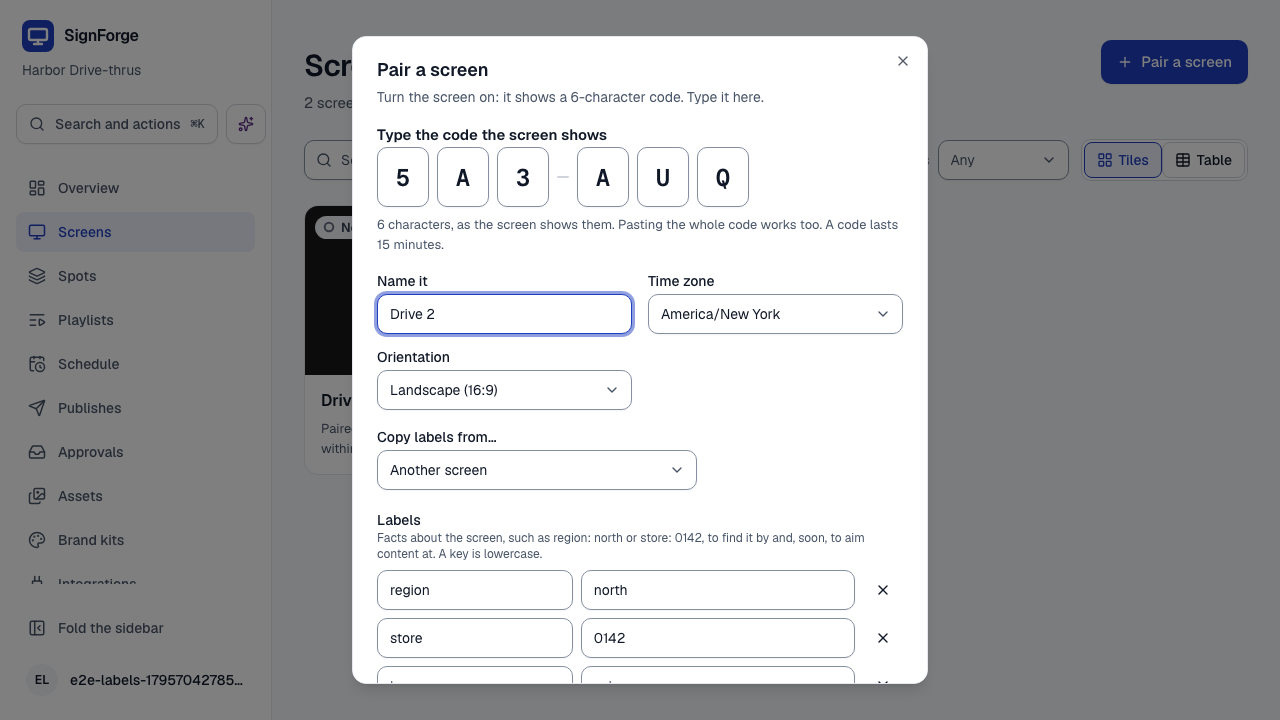 SignForge
Harbor Drive-thrus
Search and actions ⌘K
Overview
Screens
Spots
Playlists
Schedule
Publishes
Approvals
Assets
Brand kits
Integrations
Fold the sidebar
EL e2e-labels-17957042785…
Pair a screen
Any
Tiles
Table
Pair a screen
Turn the screen on: it shows a 6-character code. Type it here.
Type the code the screen shows
5 A 3 – A U Q
6 characters, as the screen shows them. Pasting the whole code works too. A code lasts
15 minutes.
Name it
Drive 2
Time zone
America/New York
Orientation
Landscape (16:9)
Copy labels from…
Another screen
Labels
Facts about the screen, such as region: north or store: 0142, to find it by and, soon, to aim
content at. A key is lowercase.
region north
store 0142